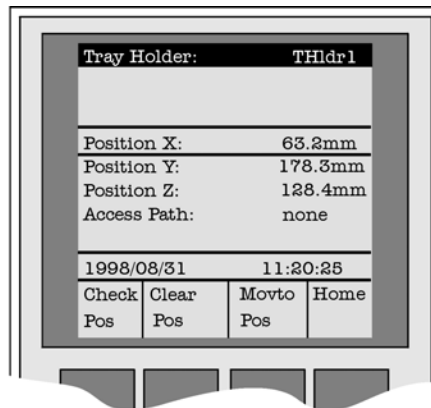 Tray Holder: THldr1
Position X: 63.2mm
Position Y: 178.3mm
Position Z: 128.4mm
Access Path: none
1998/08/31 11:20:25
Check Clear Movto Home
Pos Pos Pos